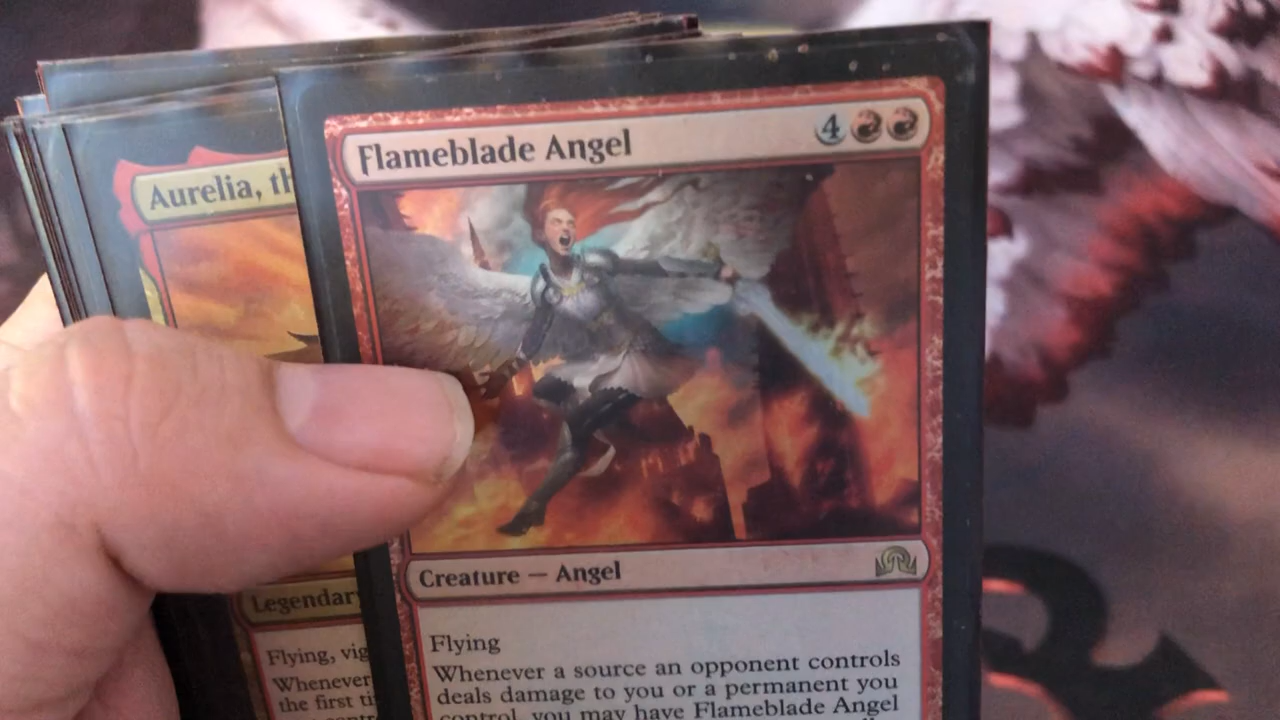 Flameblade Angel
4
Creature — Angel
Flying
Whenever a source an opponent controls
deals damage to you or a permanent you
control, you may have Flameblade Angel
Aurelia, th
Legendary
Flying, vig
Whenever
the first ti